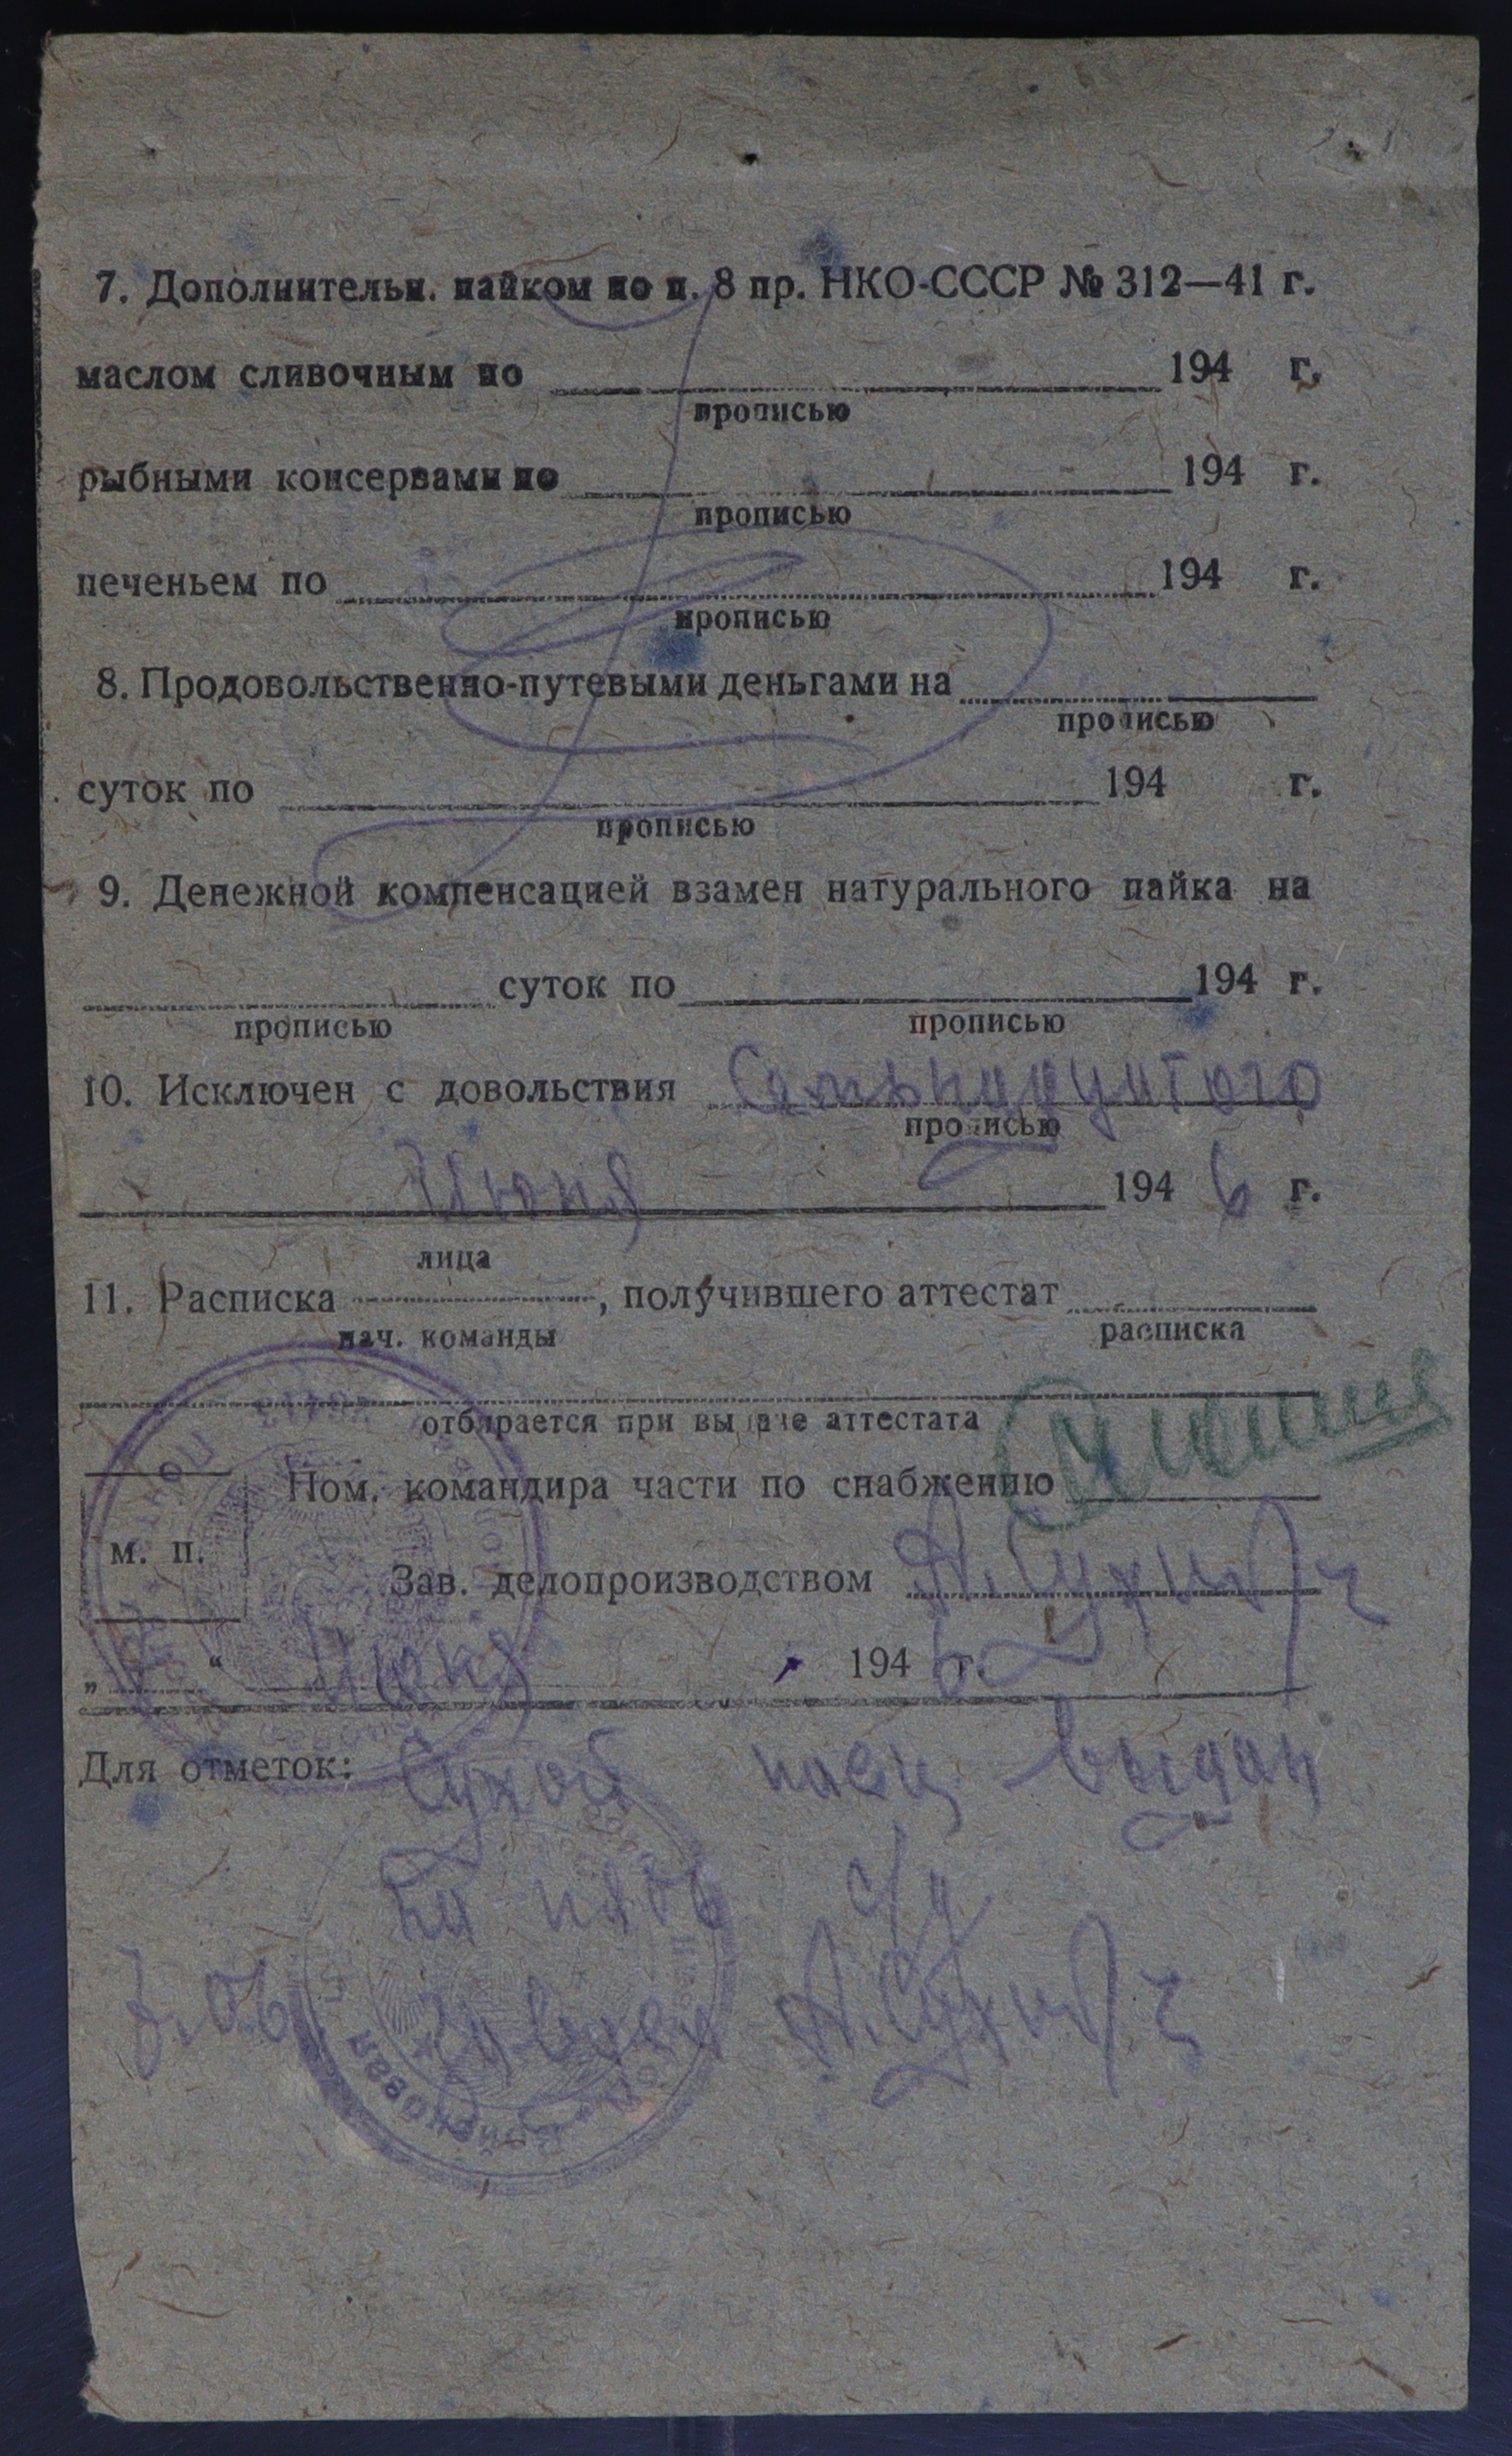 7. Дополнительн. пайком по п. 8 пр. НКО-СССР № 312—41 г.
маслом сливочным по 194 г.
прописью
рыбными консервами по 194 г.
прописью
печеньем по 194 г.
прописью
8. Продовольственно-путевыми деньгами на
прописью
суток по 194 г.
прописью
9. Денежной компенсацией взамен натурального пайка на
суток по 194 г.
прописью прописью
10. Исключен с довольствия
прописью
Июня 194 6 г.
лица
11. Расписка , получившего аттестат
нач. команды расписка
отбирается при выдаче аттестата
Пом. командира части по снабжению
м. п.
Зав. делопроизводством
„ “ Июня 194 6 г.
Для отметок: Сухой паек выдан
на пять с/д
войсковая